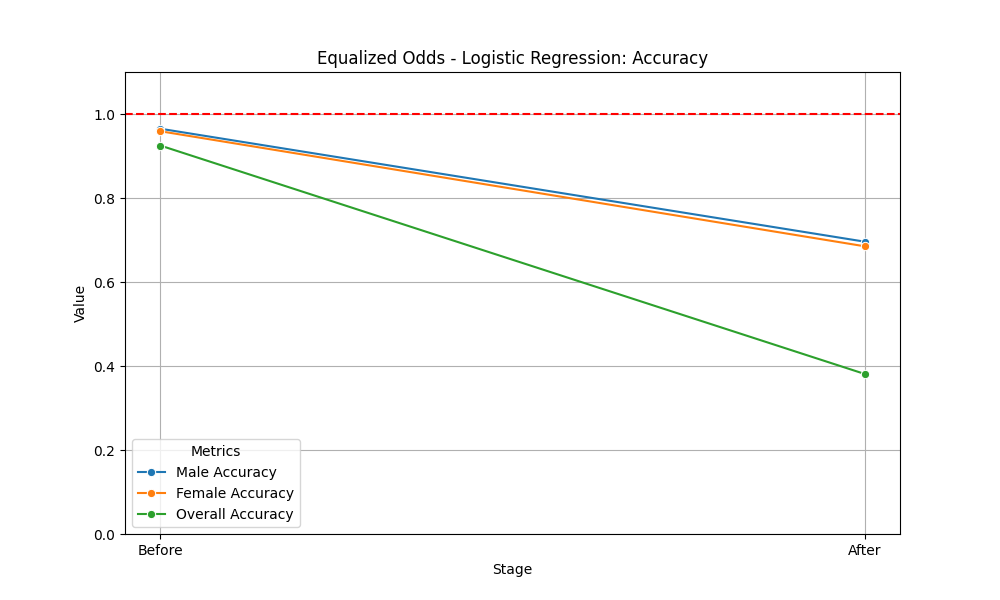 Equalized Odds - Logistic Regression: Accuracy
Value
1.0
0.8
0.6
0.4
0.2
0.0
Metrics
Male Accuracy
Female Accuracy
Overall Accuracy
Before
After
Stage